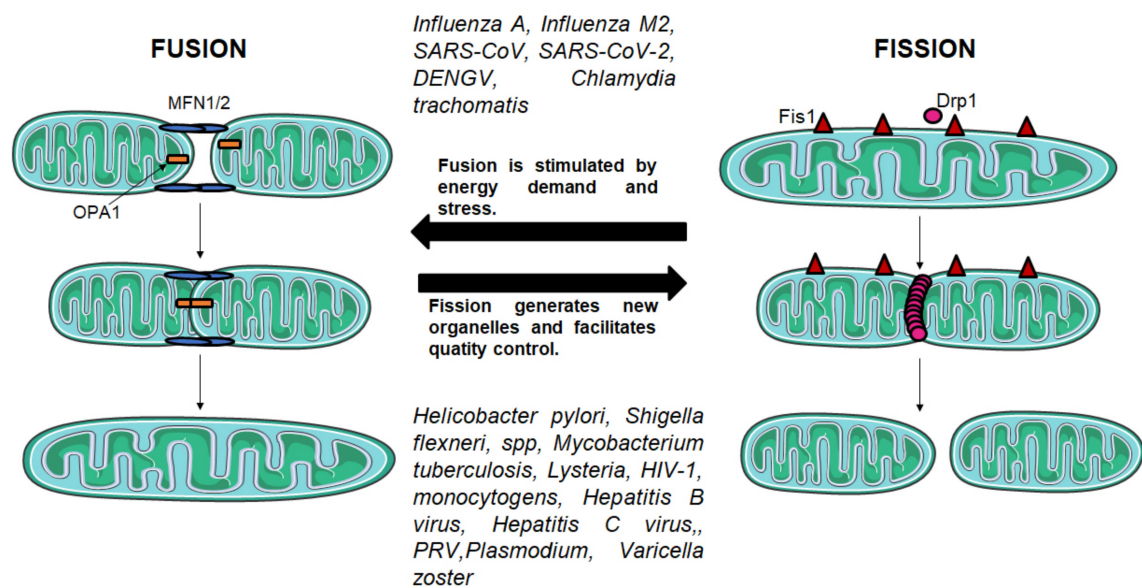 FUSION
MFN1/2
OPA1
Influenza A, Influenza M2,
SARS-CoV, SARS-CoV-2,
DENGV, Chlamydia
trachomatis
Fusion is stimulated by
energy demand and
stress.
Fission generates new
organelles and facilitates
quatity control.
Helicobacter pylori, Shigella
flexneri, spp, Mycobacterium
tuberculosis, Lysteria, HIV-1,
monocytogens, Hepatitis B
virus, Hepatitis C virus,,
PRV,Plasmodium, Varicella
zoster
FISSION
Drp1
Fis1